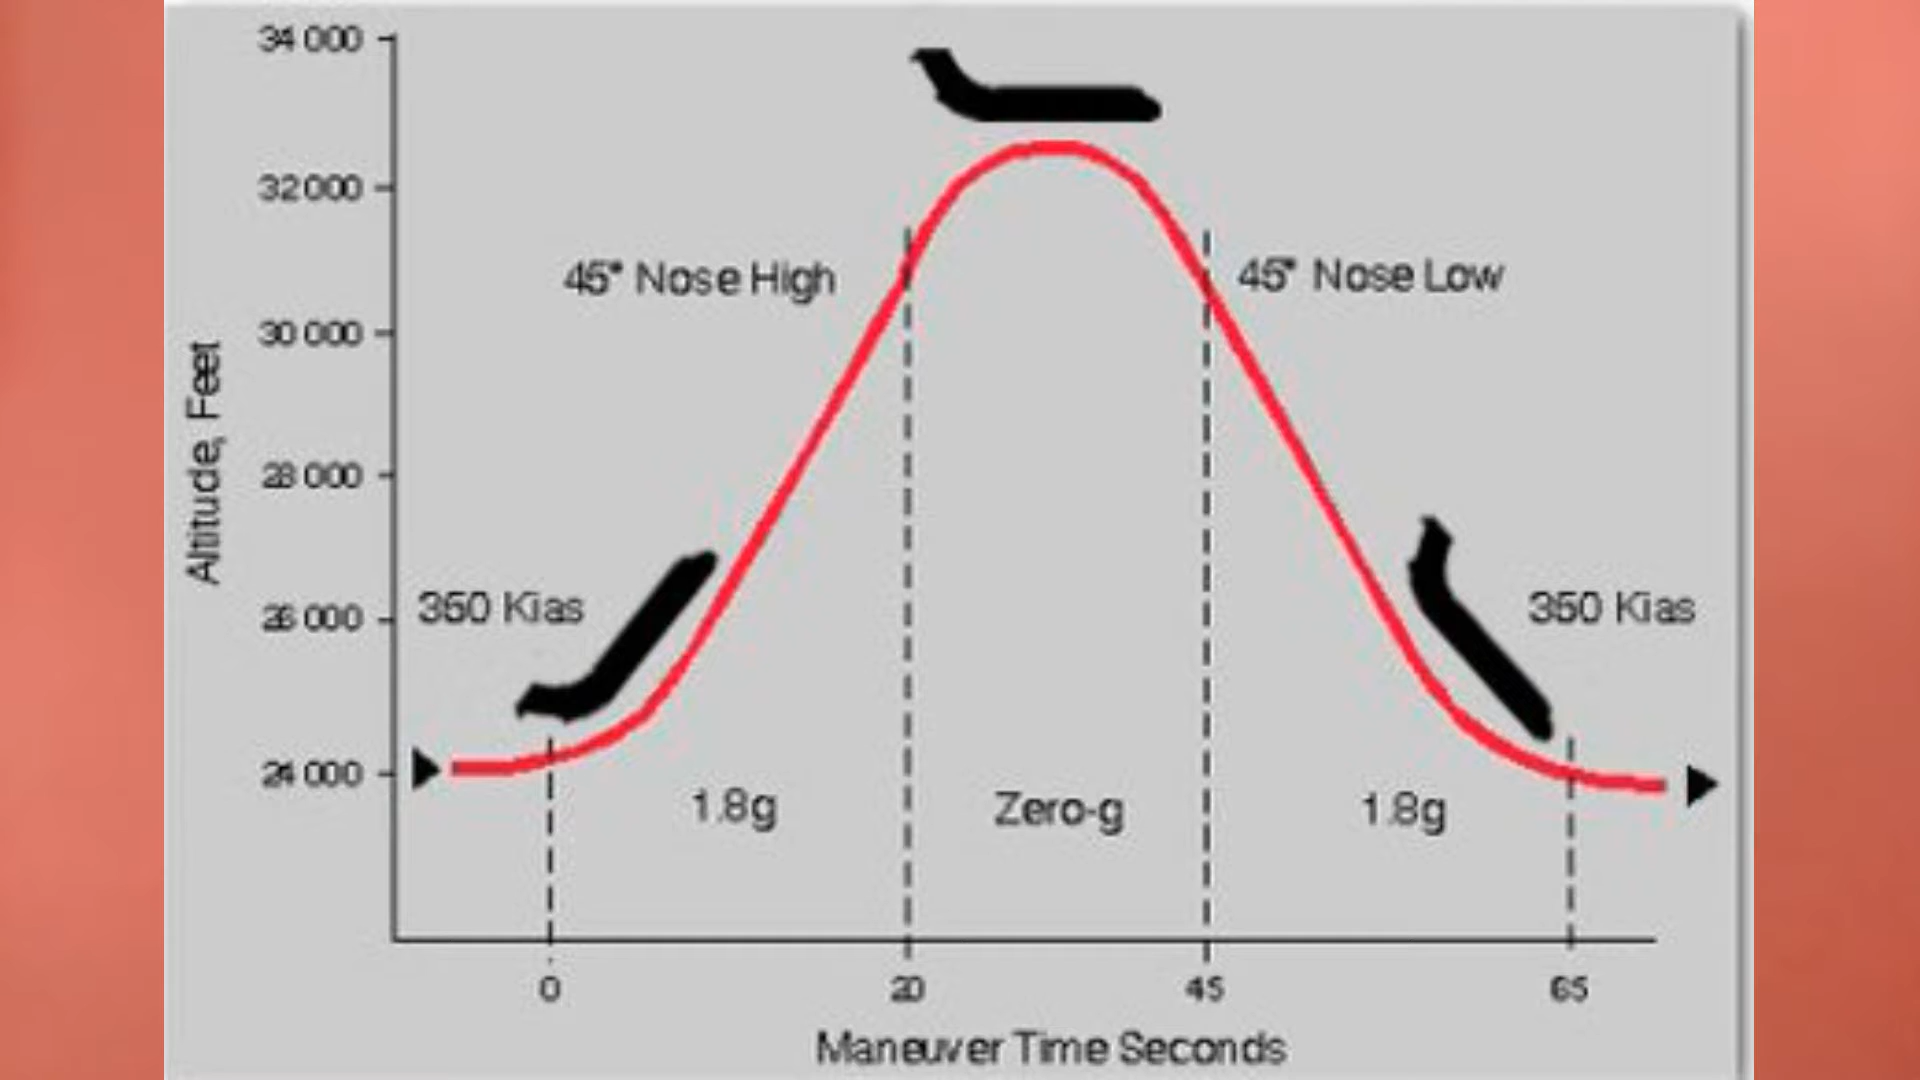 34 000
32 000
45° Nose High
45° Nose Low
30 000
Altitude, Feet
28 000
350 Kias
26 000
350 Kias
24 000
1.8g
Zero-g
1.8g
0
20
45
65
Maneuver Time Seconds